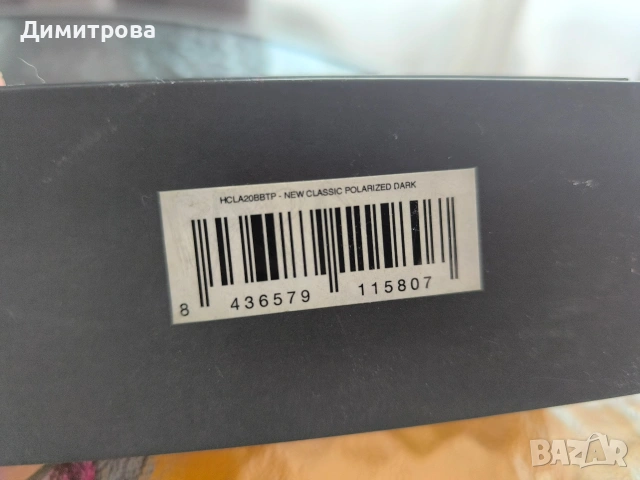 Димитрова
HCLA20BBTP - NEW CLASSIC POLARIZED DARK
8 436579 115807
BAZAR